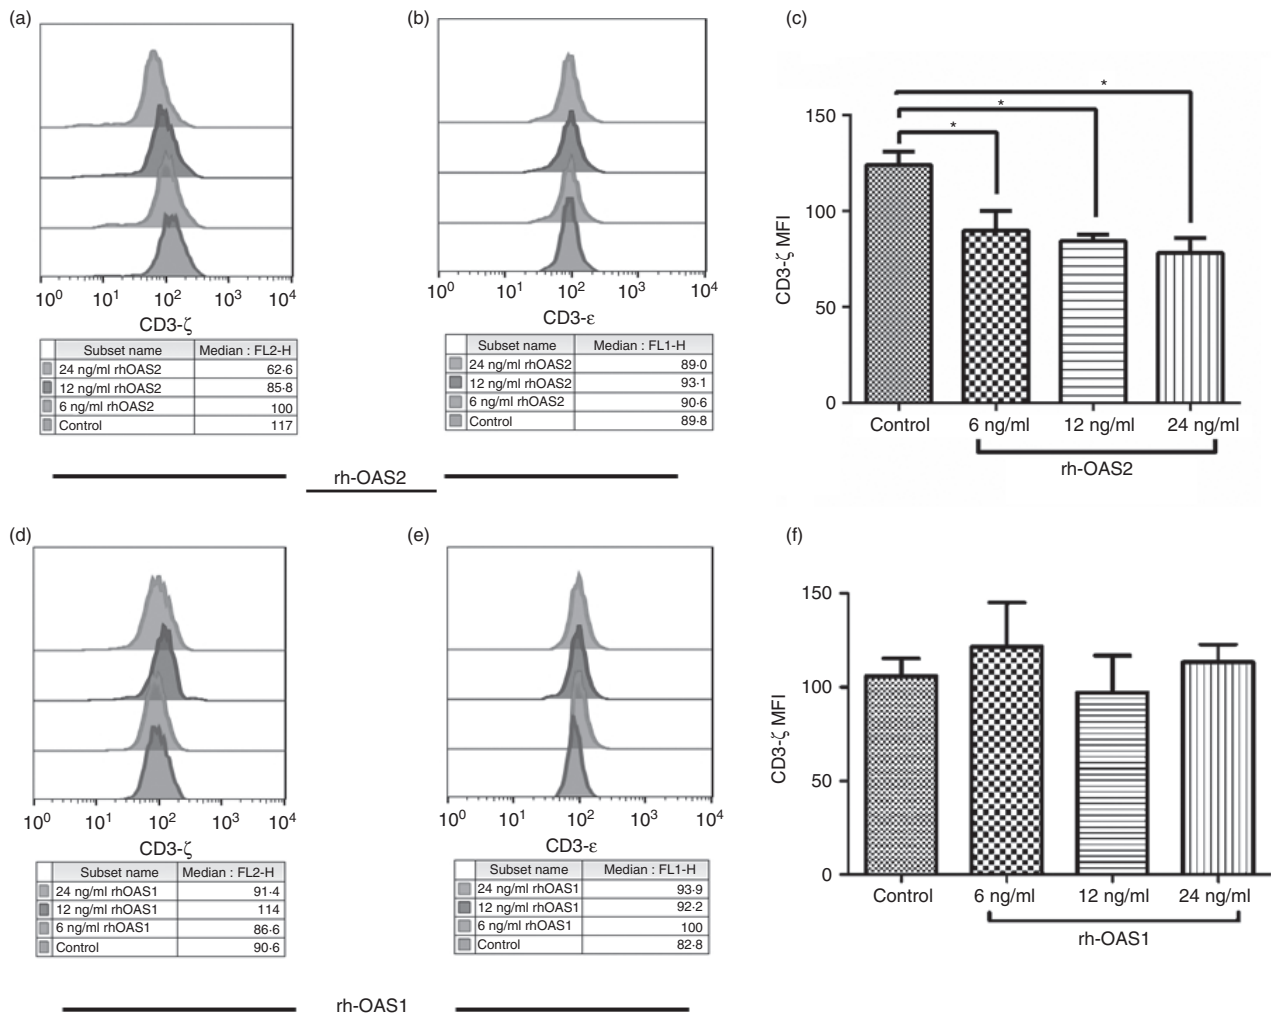 (a)
10⁰ 10¹ 10² 10³ 10⁴
CD3-ζ
Subset name Median : FL2-H
24 ng/ml rhOAS2 62·6
12 ng/ml rhOAS2 85·8
6 ng/ml rhOAS2 100
Control 117
(b)
10⁰ 10¹ 10² 10³ 10⁴
CD3-ε
Subset name Median : FL1-H
24 ng/ml rhOAS2 89·0
12 ng/ml rhOAS2 93·1
6 ng/ml rhOAS2 90·6
Control 89·8
rh-OAS2
(c)
CD3-ζ MFI
150
100
50
0
*
*
*
Control 6 ng/ml 12 ng/ml 24 ng/ml
rh-OAS2
(d)
10⁰ 10¹ 10² 10³ 10⁴
CD3-ζ
Subset name Median : FL2-H
24 ng/ml rhOAS1 91·4
12 ng/ml rhOAS1 114
6 ng/ml rhOAS1 86·6
Control 90·6
(e)
10⁰ 10¹ 10² 10³ 10⁴
CD3-ε
Subset name Median : FL1-H
24 ng/ml rhOAS1 93·9
12 ng/ml rhOAS1 92·2
6 ng/ml rhOAS1 100
Control 82·8
rh-OAS1
(f)
CD3-ζ MFI
150
100
50
0
Control 6 ng/ml 12 ng/ml 24 ng/ml
rh-OAS1